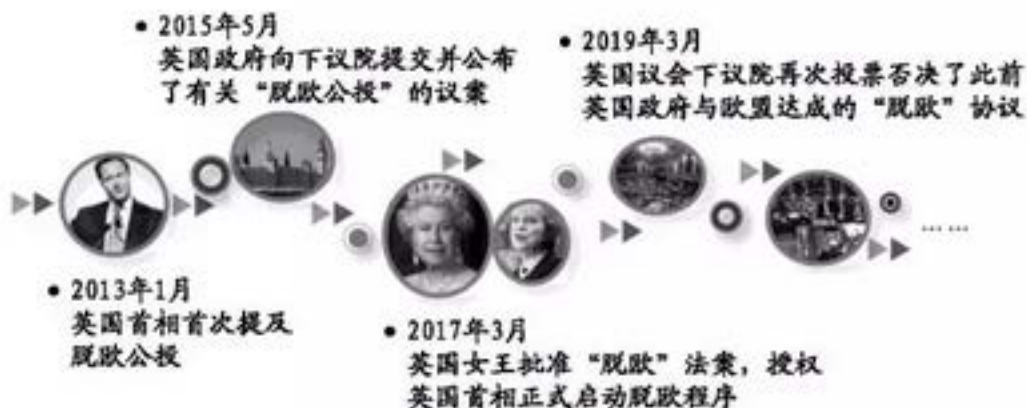 • 2015年5月
英国政府向下议院提交并公布
了有关“脱欧公投”的议案
• 2019年3月
英国议会下议院再次投票否决了此前
英国政府与欧盟达成的“脱欧”协议
……
• 2013年1月
英国首相首次提及
脱欧公投
• 2017年3月
英国女王批准“脱欧”法案，授权
英国首相正式启动脱欧程序